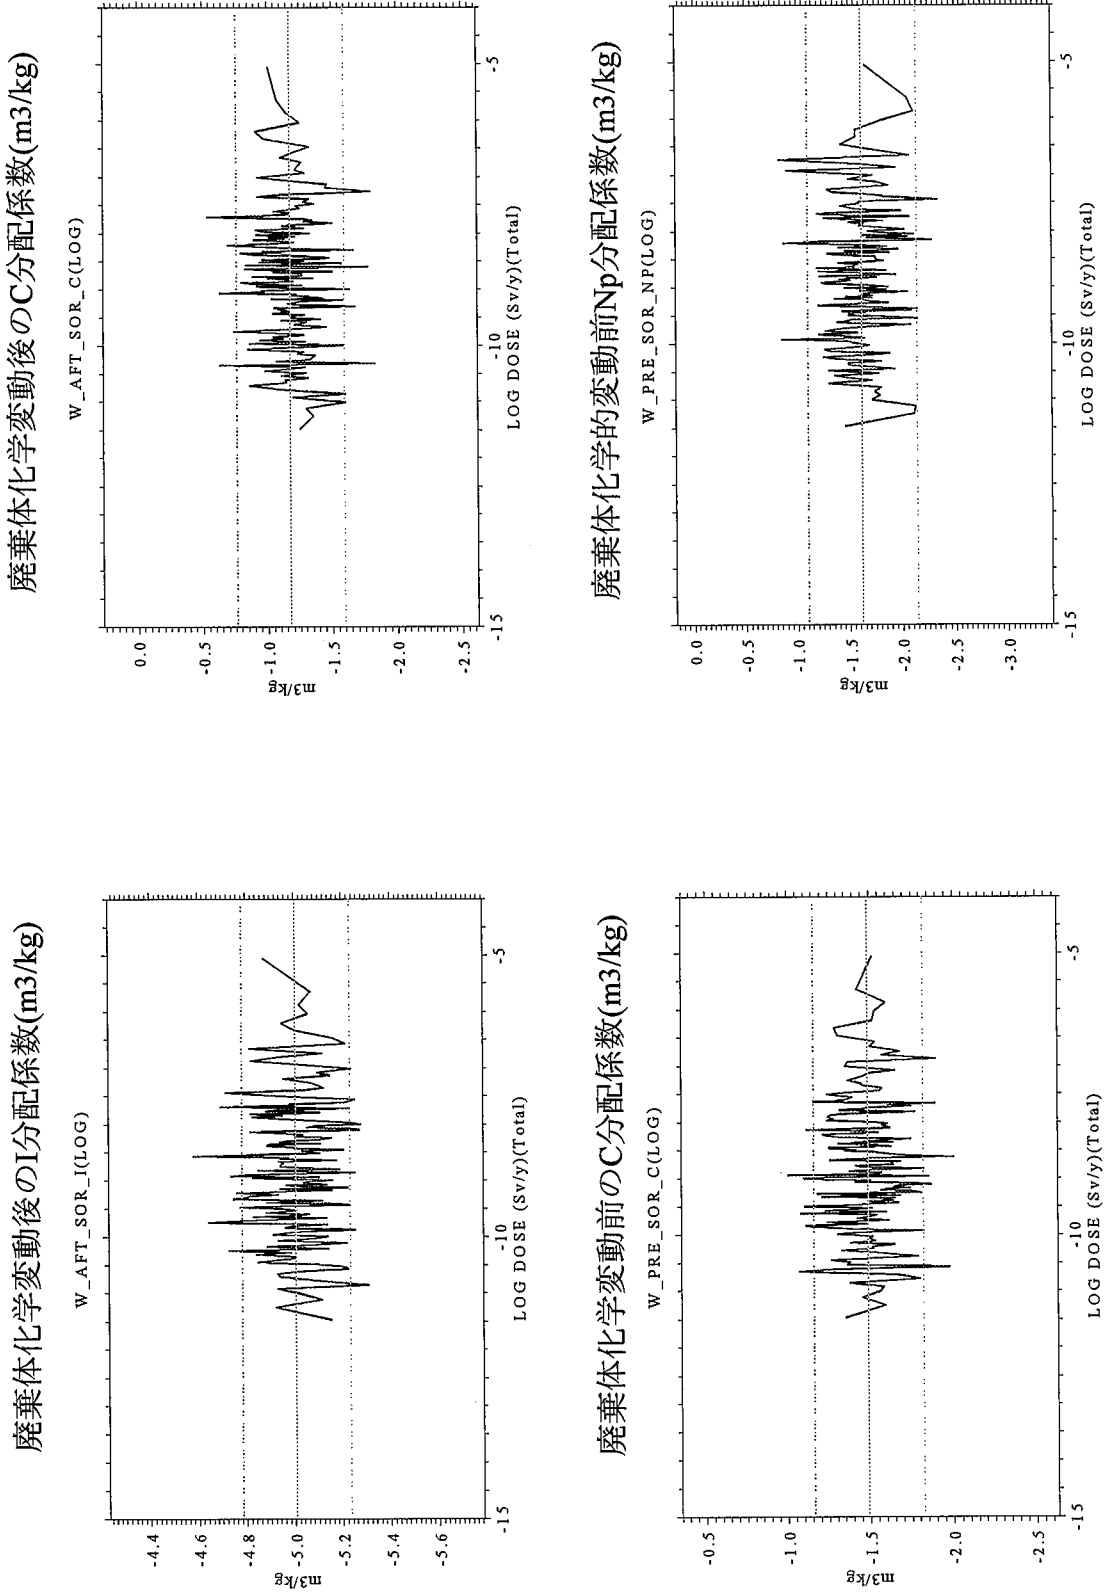 廃棄体化学変動後のI分配係数(m3/kg)
W_AFT_SOR_I(LOG)
m3/kg
-4.4
-4.6
-4.8
-5.0
-5.2
-5.4
-5.6
-15
-10
-5
LOG DOSE (Sv/y)(Total)
廃棄体化学変動後のC分配係数(m3/kg)
W_AFT_SOR_C(LOG)
m3/kg
0.0
-0.5
-1.0
-1.5
-2.0
-2.5
-15
-10
-5
LOG DOSE (Sv/y)(Total)
廃棄体化学変動前のC分配係数(m3/kg)
W_PRE_SOR_C(LOG)
m3/kg
-0.5
-1.0
-1.5
-2.0
-2.5
-15
-10
-5
LOG DOSE (Sv/y)(Total)
廃棄体化学的変動前Np分配係数(m3/kg)
W_PRE_SOR_NP(LOG)
m3/kg
0.0
-0.5
-1.0
-1.5
-2.0
-2.5
-3.0
-15
-10
-5
LOG DOSE (Sv/y)(Total)